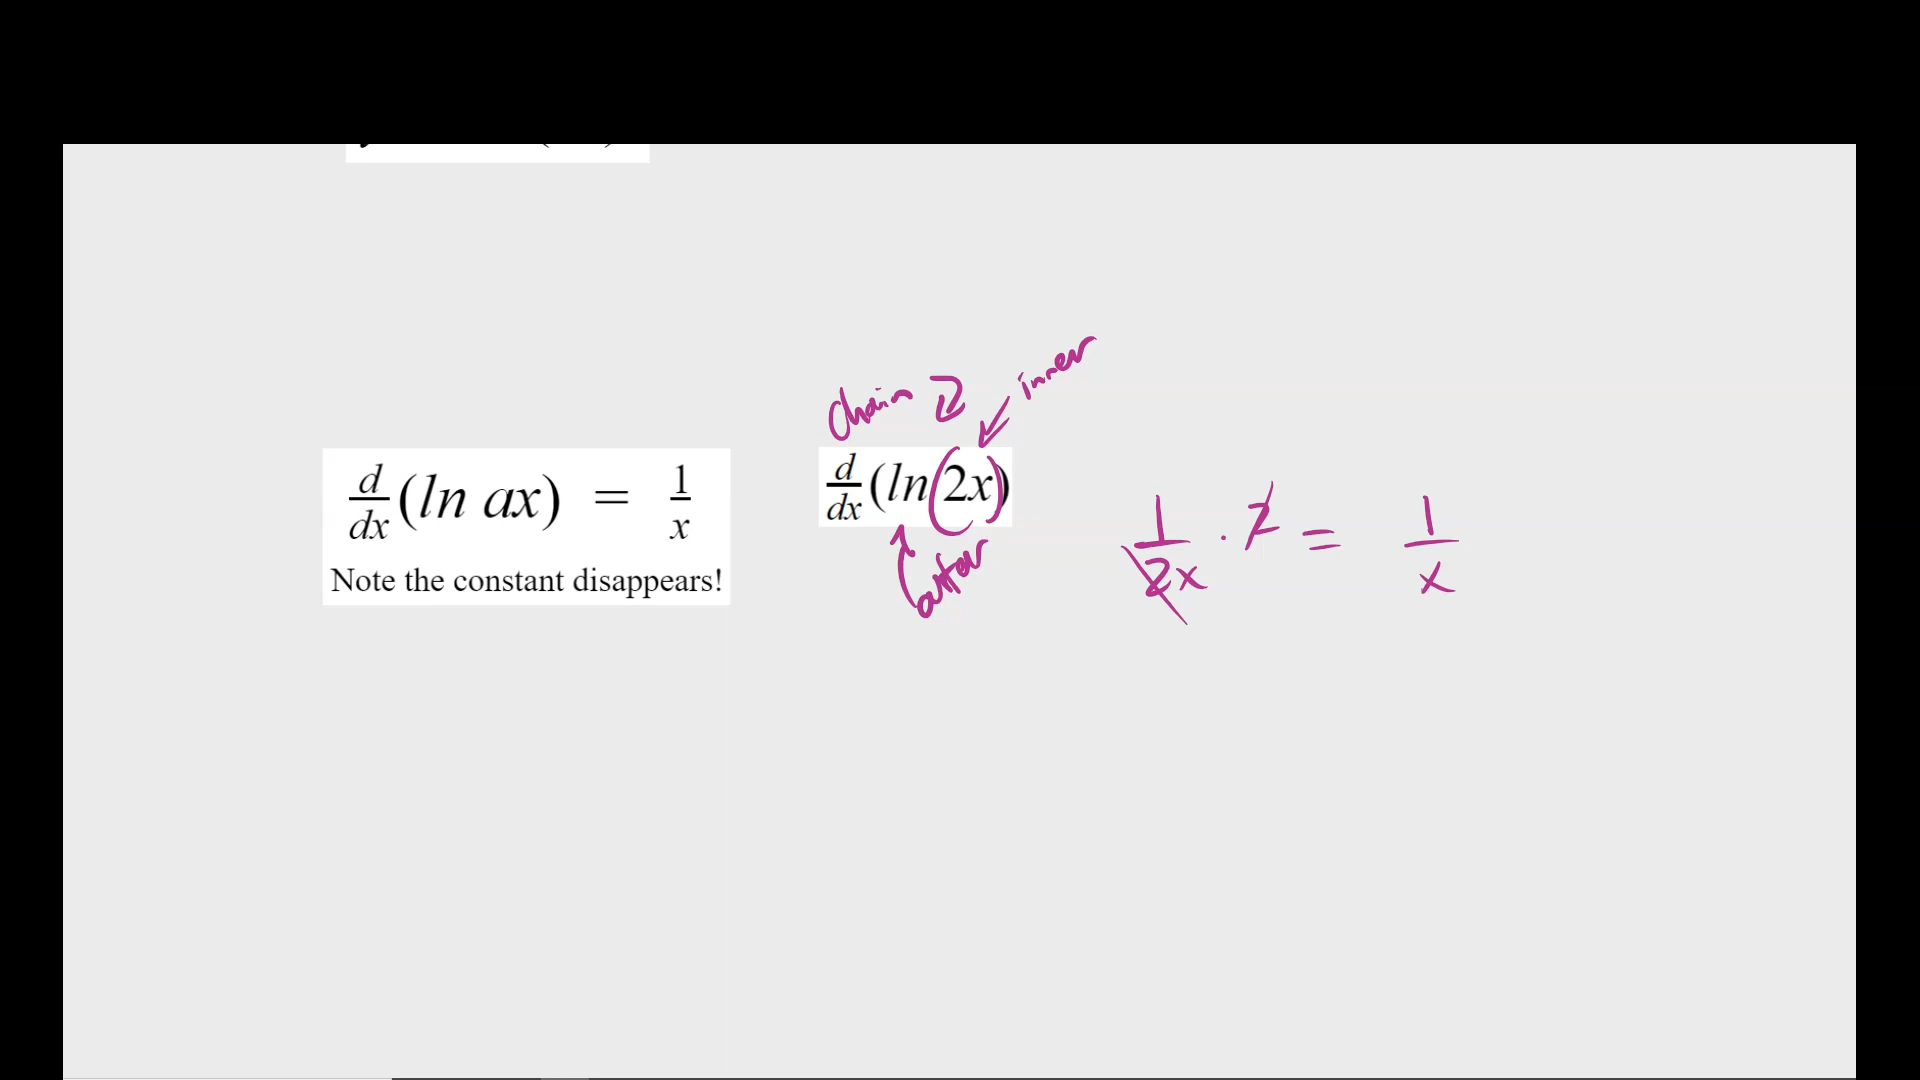 chain
inner
d/dx (ln ax) = 1/x
Note the constant disappears!
d/dx (ln(2x))
outer
1/2x · 2 = 1/x